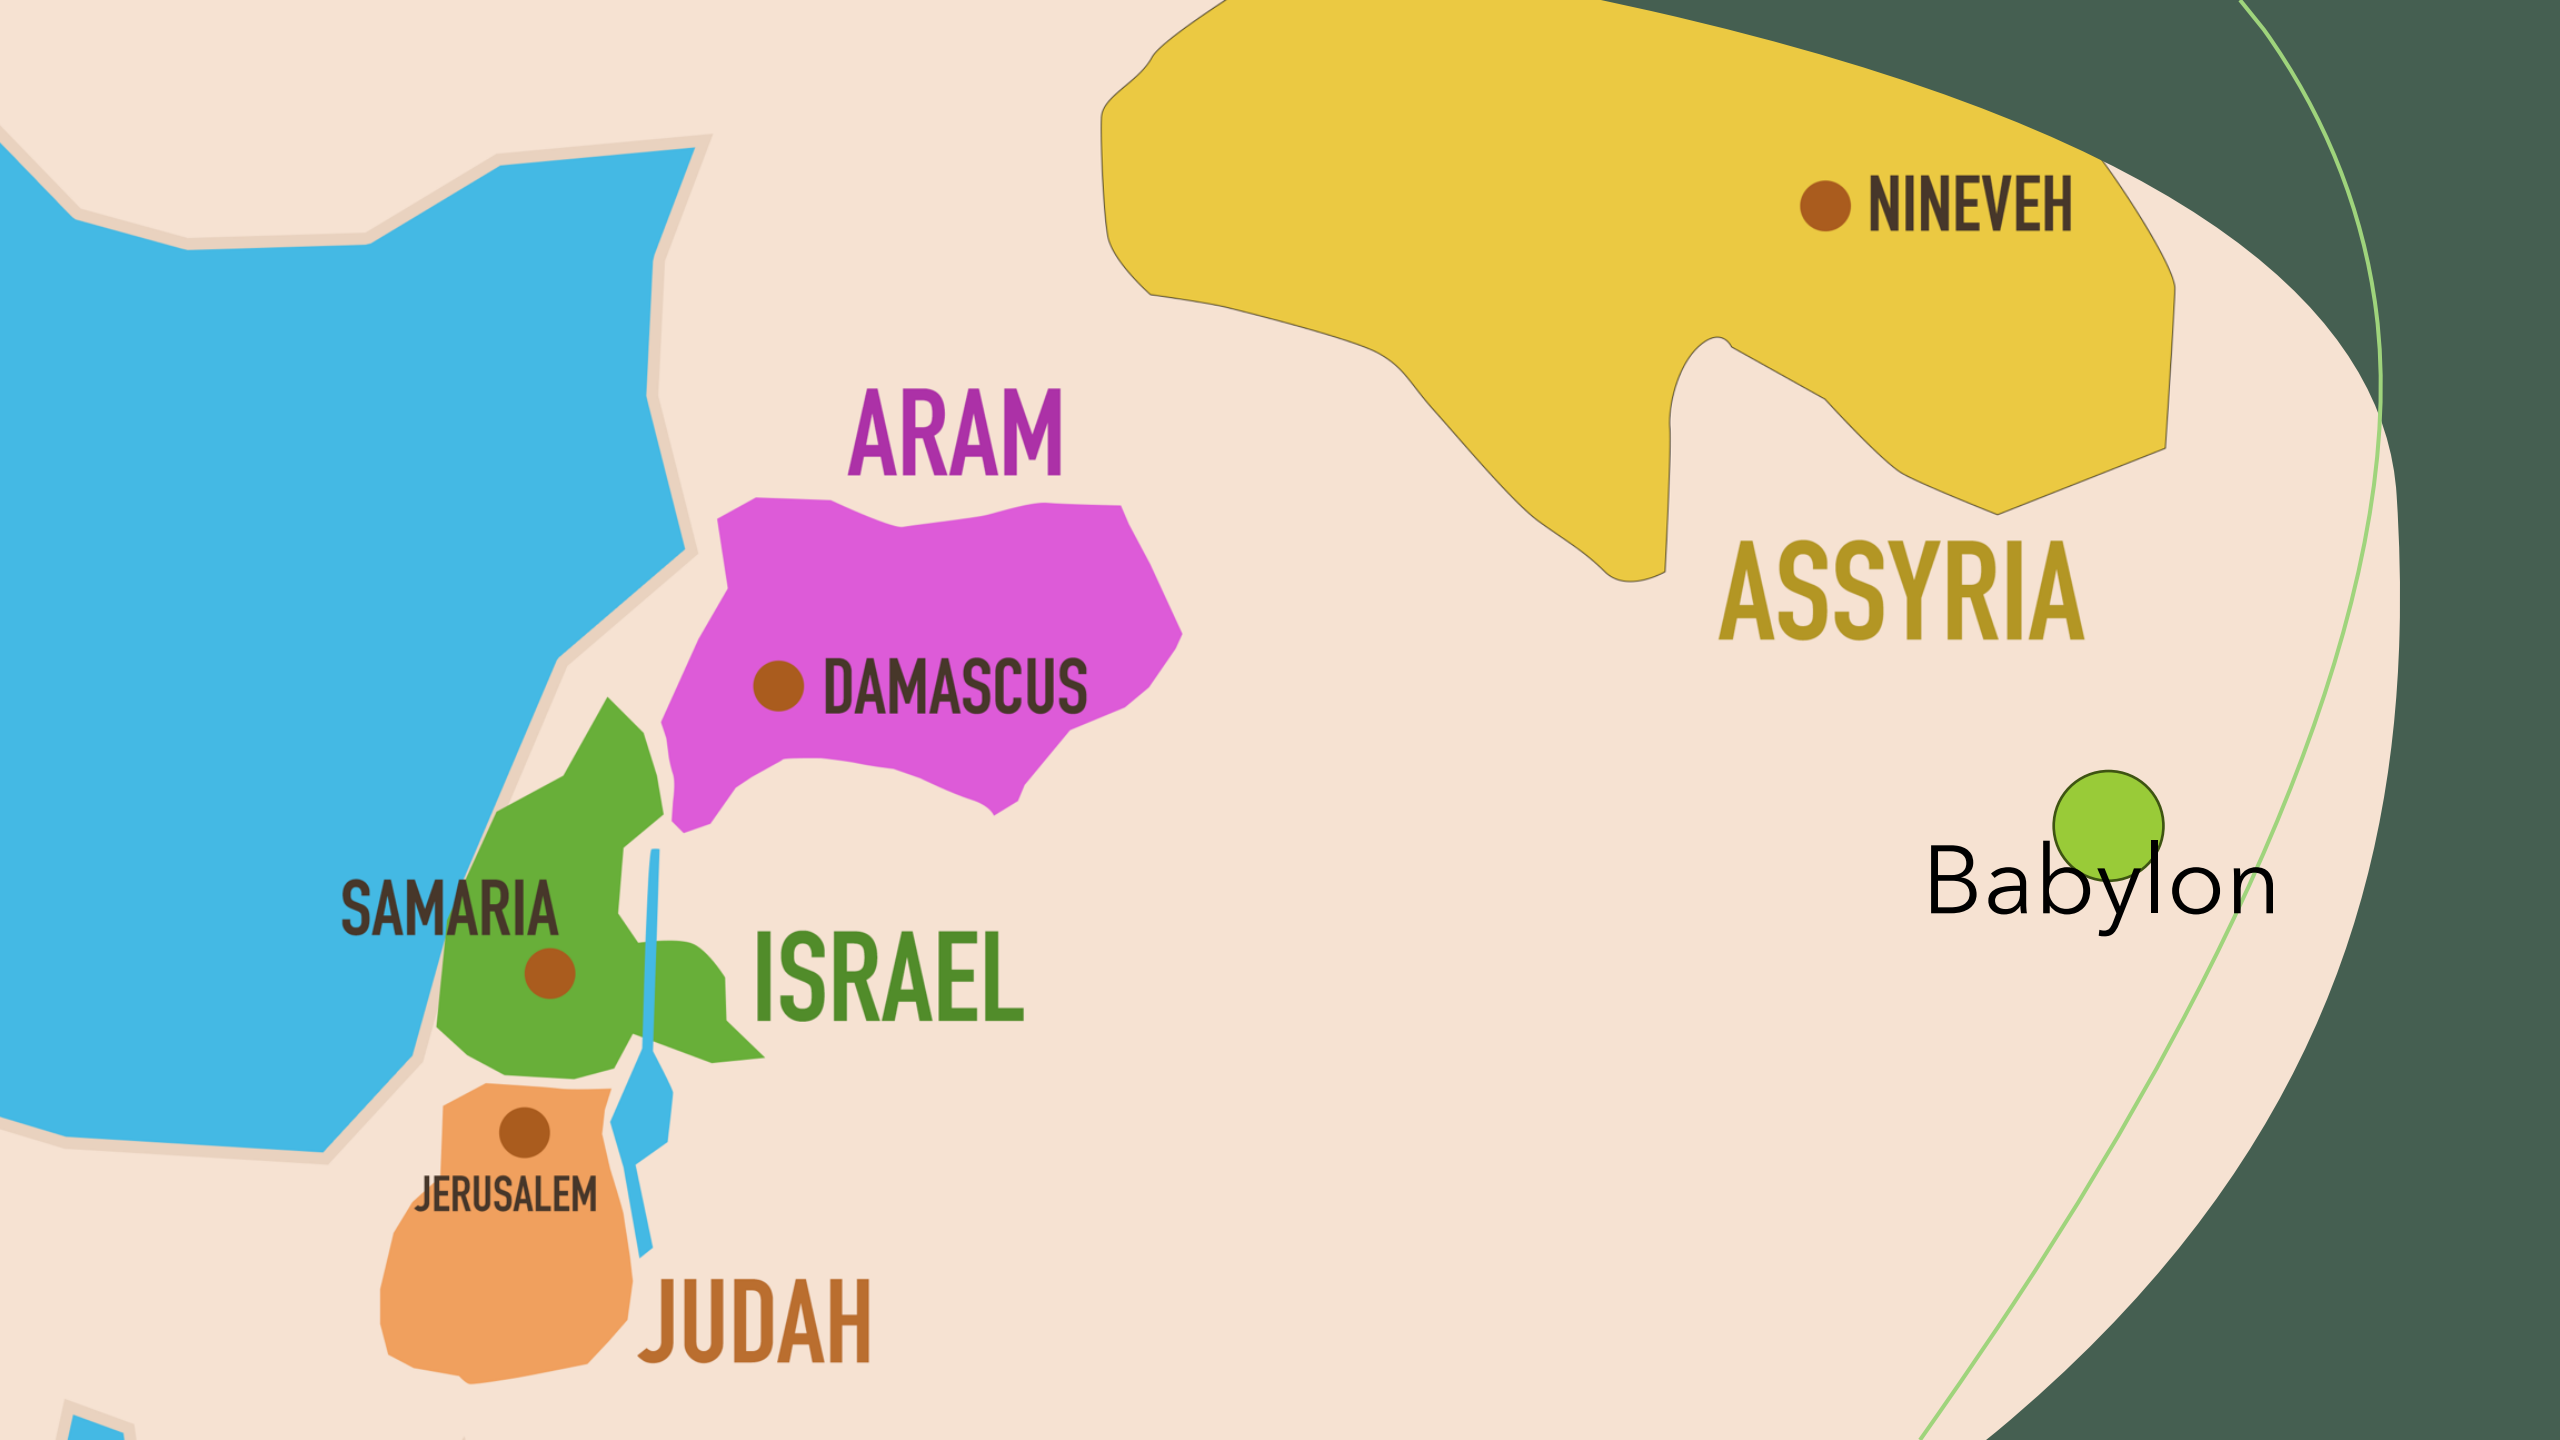 NINEVEH
ARAM
ASSYRIA
DAMASCUS
Babylon
SAMARIA
ISRAEL
JERUSALEM
JUDAH